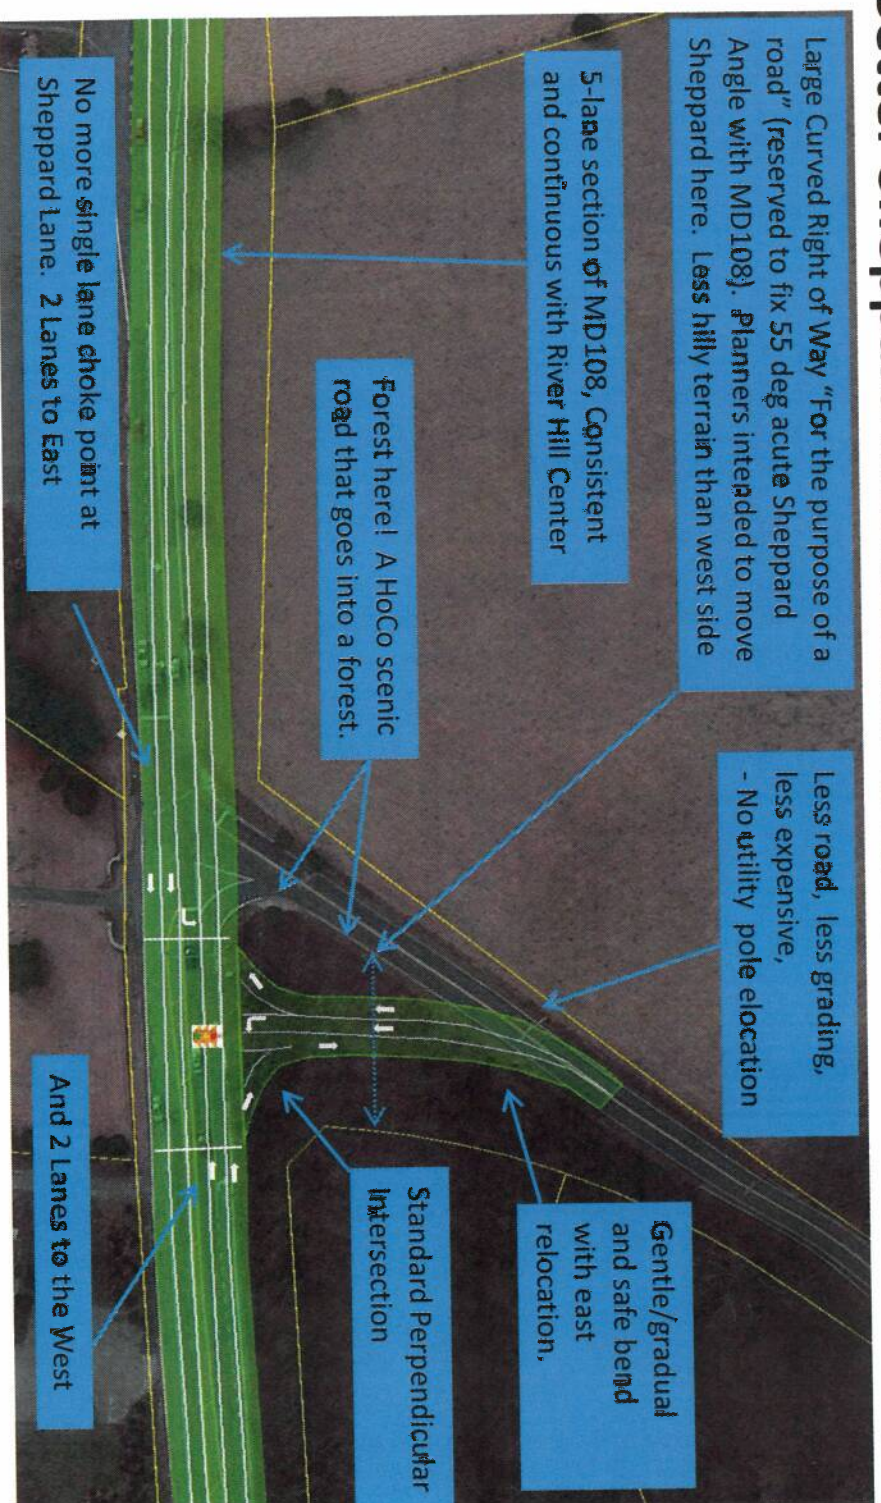 Large Curved Right of Way "For the purpose of a
road" (reserved to fix 55 deg acute Sheppard
Angle with MD108). Planners intended to move
Sheppard here. Less hilly terrain than west side
Less road, less grading,
less expensive,
- No utility pole elocation
5-lane section of MD108, Consistent
and continuous with River Hill Center
Gentle/gradual
and safe bend
with east
relocation.
Forest here! A HoCo scenic
road that goes into a forest.
Standard Perpendicular
Intersection
No more single lane choke point at
Sheppard Lane. 2 Lanes to East
And 2 Lanes to the West